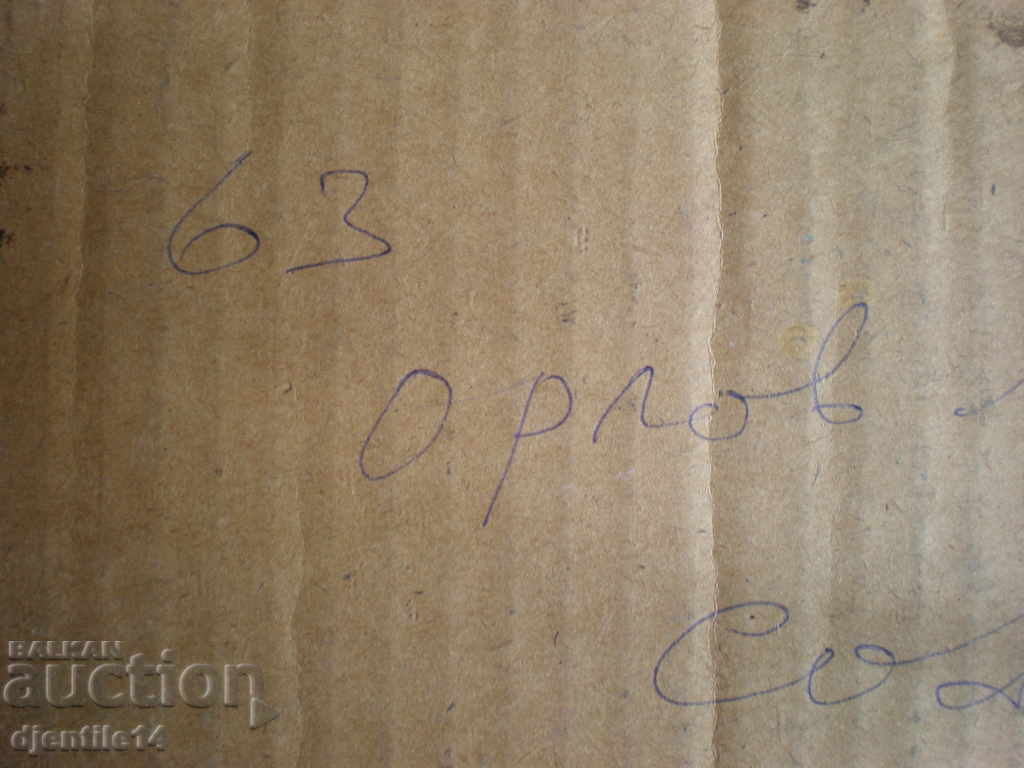 63
Орлов
BALKAN
auction
djentile14